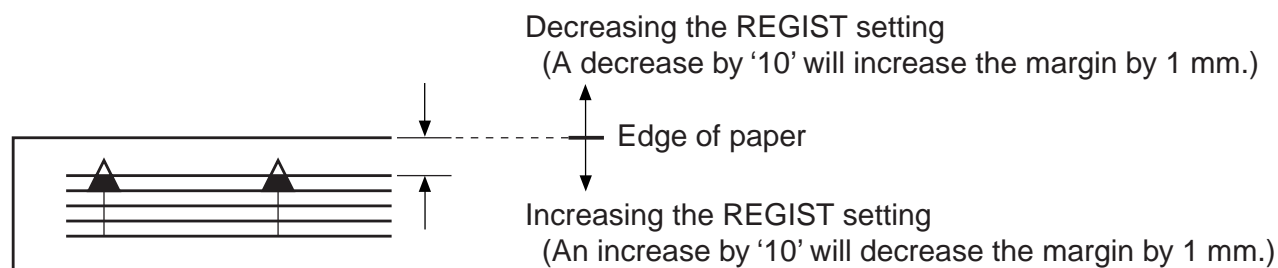 Decreasing the REGIST setting
(A decrease by ‘10’ will increase the margin by 1 mm.)
Edge of paper
Increasing the REGIST setting
(An increase by ‘10’ will decrease the margin by 1 mm.)